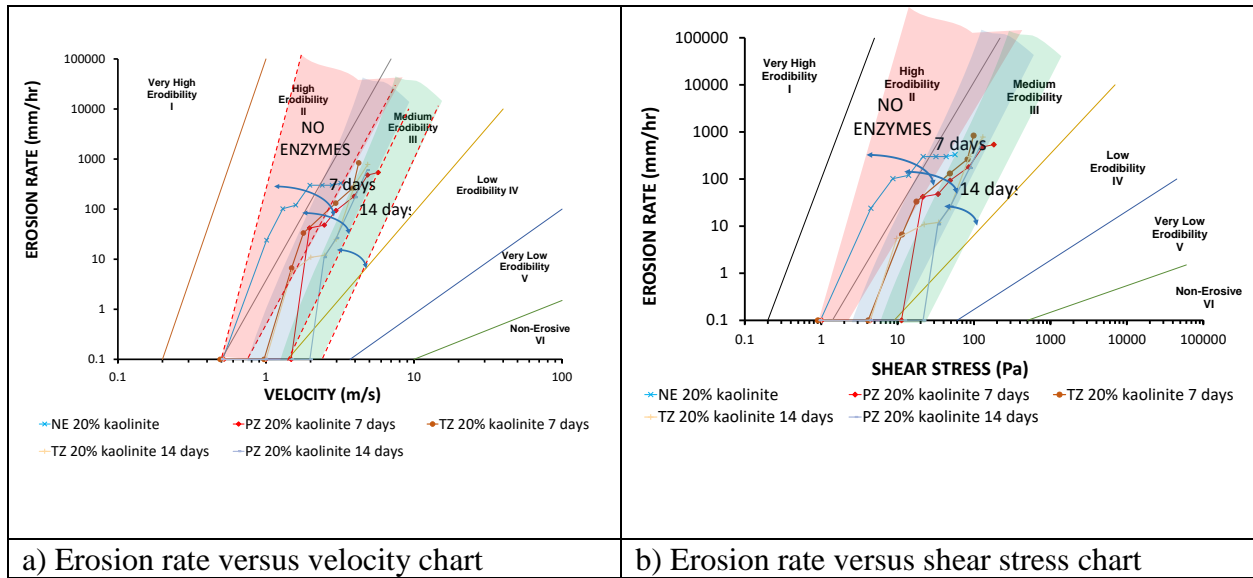 EROSION RATE (mm/hr)
100000
10000
1000
100
10
1
0.1
Very High
Erodibility
I
High
Erodibility
II
NO
ENZYMES
Medium
Erodibility
III
7 days
14 days
Low
Erodibility IV
Very Low
Erodibility
V
Non-Erosive
VI
0.1
1
10
100
VELOCITY (m/s)
NE 20% kaolinite
PZ 20% kaolinite 7 days
TZ 20% kaolinite 7 days
TZ 20% kaolinite 14 days
PZ 20% kaolinite 14 days
a) Erosion rate versus velocity chart
EROSION RATE (mm/hr)
100000
10000
1000
100
10
1
0.1
Very High
Erodibility
I
High
Erodibility
II
NO
ENZYMES
Medium
Erodibility
III
7 days
14 days
Low
Erodibility
IV
Very Low
Erodibility
V
Non-Erosive
VI
0.1
1
10
100
1000
10000
100000
SHEAR STRESS (Pa)
NE 20% kaolinite
PZ 20% kaolinite 7 days
TZ 20% kaolinite 7 days
TZ 20% kaolinite 14 days
PZ 20% kaolinite 14 days
b) Erosion rate versus shear stress chart